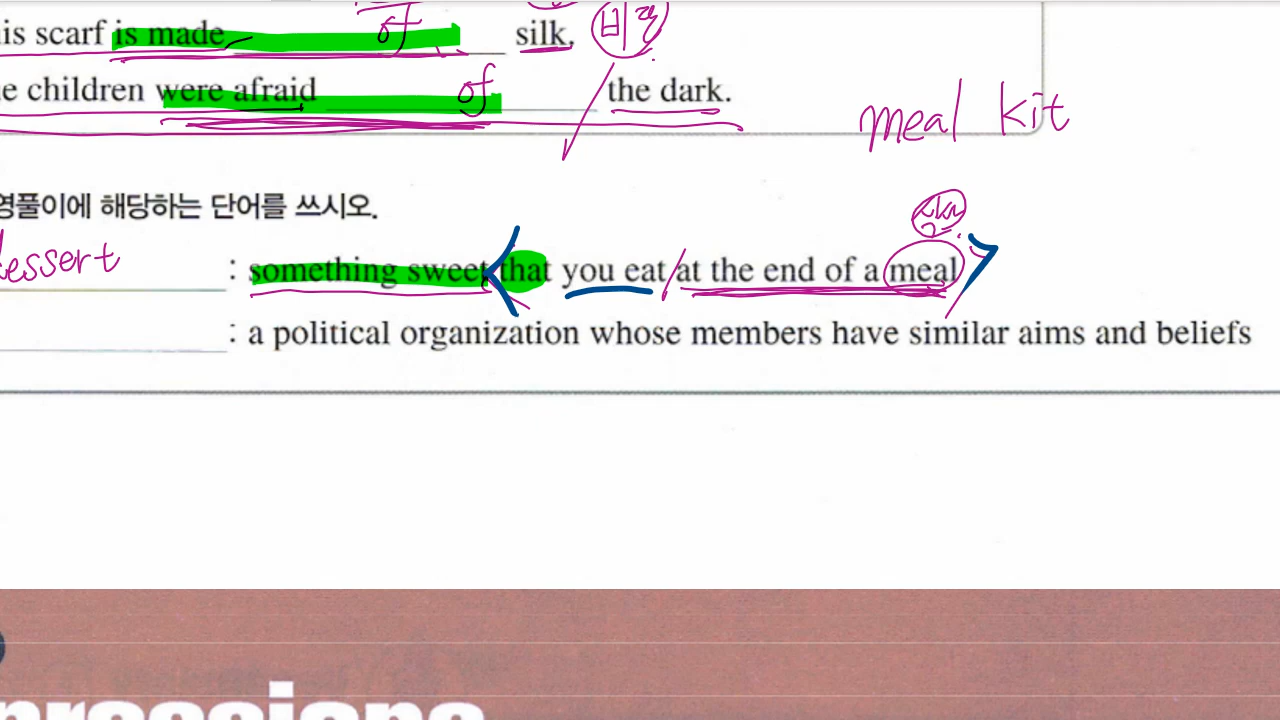 is scarf is made of silk. 비단
e children were afraid of the dark.
meal kit
영풀이에 해당하는 단어를 쓰시오.
dessert : something sweet that you eat / at the end of a meal
: a political organization whose members have similar aims and beliefs
pressions